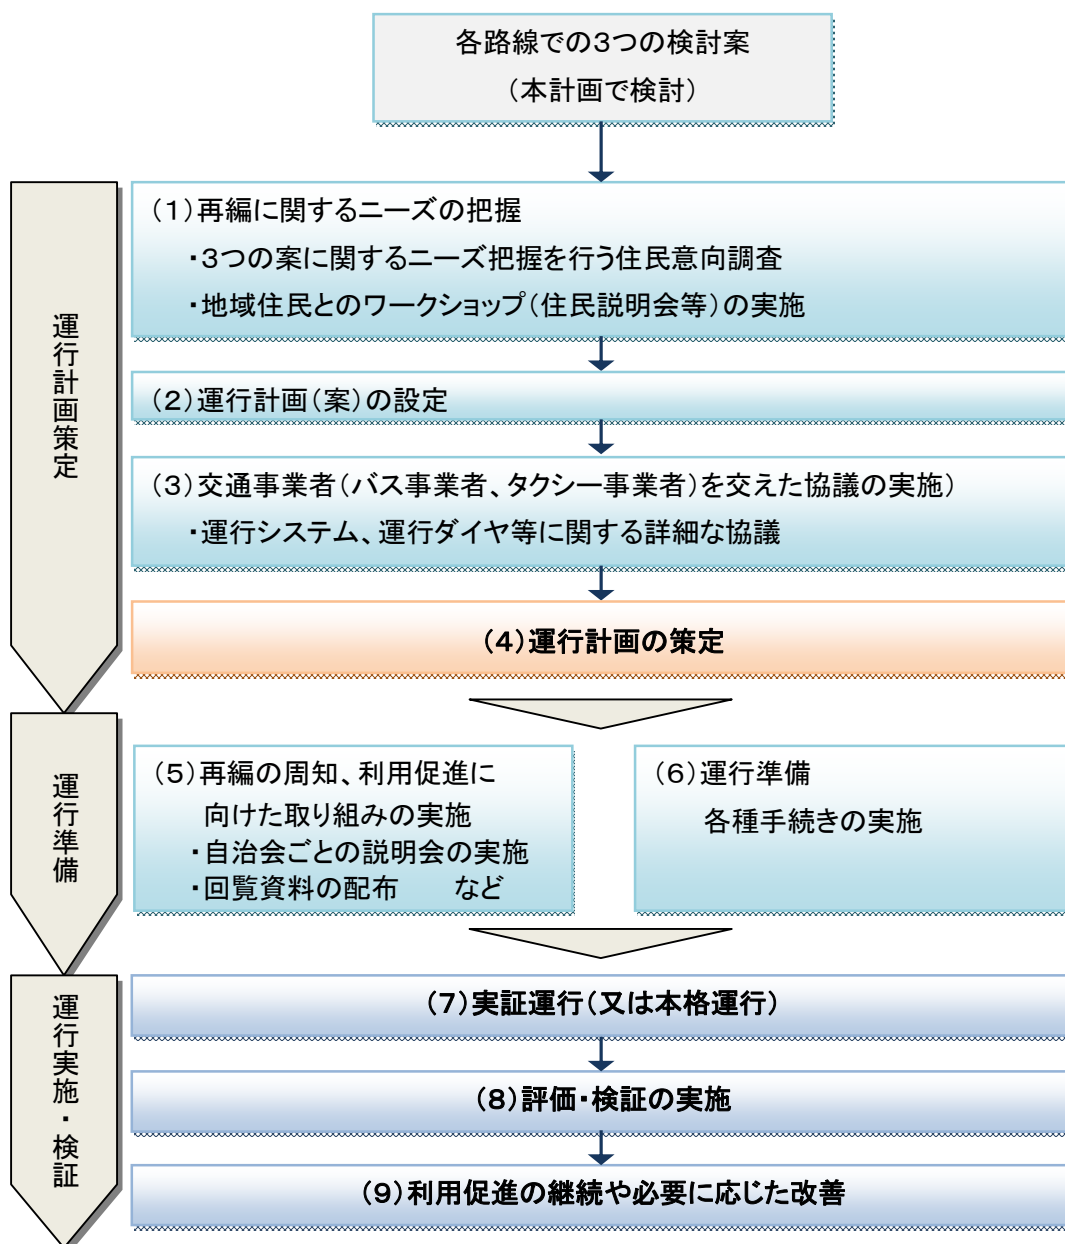 各路線での3つの検討案
（本計画で検討）
運行計画策定
（1）再編に関するニーズの把握
・3つの案に関するニーズ把握を行う住民意向調査
・地域住民とのワークショップ（住民説明会等）の実施
（2）運行計画（案）の設定
（3）交通事業者（バス事業者、タクシー事業者）を交えた協議の実施）
・運行システム、運行ダイヤ等に関する詳細な協議
（4）運行計画の策定
運行準備
（5）再編の周知、利用促進に
向けた取り組みの実施
・自治会ごとの説明会の実施
・回覧資料の配布　　など
（6）運行準備
各種手続きの実施
運行実施・検証
（7）実証運行（又は本格運行）
（8）評価・検証の実施
（9）利用促進の継続や必要に応じた改善